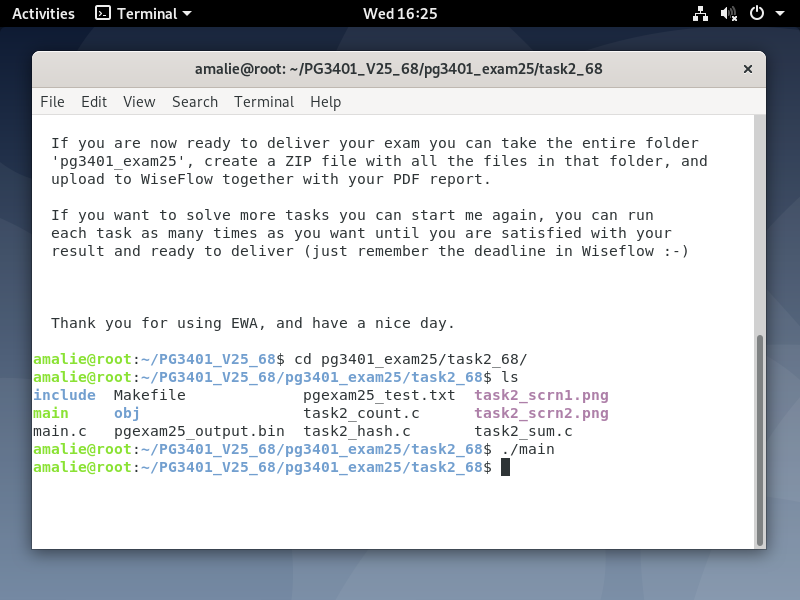 Activities Terminal Wed 16:25
amalie@root: ~/PG3401_V25_68/pg3401_exam25/task2_68 ×
File Edit View Search Terminal Help
If you are now ready to deliver your exam you can take the entire folder
'pg3401_exam25', create a ZIP file with all the files in that folder, and
upload to WiseFlow together with your PDF report.
If you want to solve more tasks you can start me again, you can run
each task as many times as you want until you are satisfied with your
result and ready to deliver (just remember the deadline in Wiseflow :-)
Thank you for using EWA, and have a nice day.
amalie@root:~/PG3401_V25_68$ cd pg3401_exam25/task2_68/
amalie@root:~/PG3401_V25_68/pg3401_exam25/task2_68$ ls
include Makefile pgexam25_test.txt task2_scrn1.png
main obj task2_count.c task2_scrn2.png
main.c pgexam25_output.bin task2_hash.c task2_sum.c
amalie@root:~/PG3401_V25_68/pg3401_exam25/task2_68$ ./main
amalie@root:~/PG3401_V25_68/pg3401_exam25/task2_68$